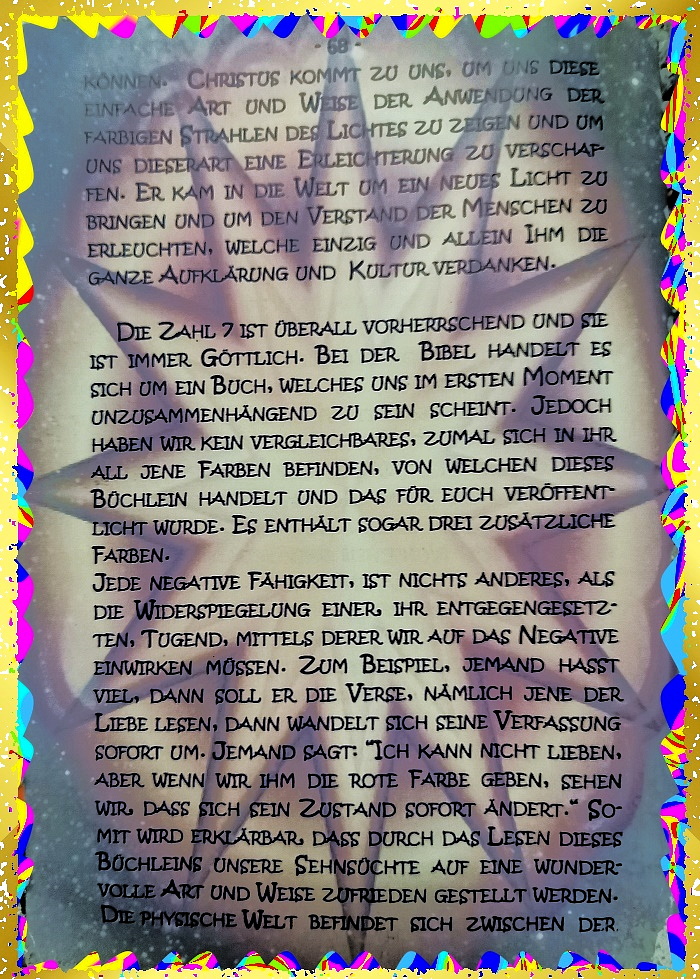 - 68 -
können. Christus kommt zu uns, um uns diese
einfache Art und Weise der Anwendung der
farbigen Strahlen des Lichtes zu zeigen und um
uns dieserart eine Erleichterung zu verschaf-
fen. Er kam in die Welt um ein neues Licht zu
bringen und um den Verstand der Menschen zu
erleuchten, welche einzig und allein Ihm die
ganze Aufklärung und Kultur verdanken.
Die Zahl 7 ist überall vorherrschend und sie
ist immer Göttlich. Bei der Bibel handelt es
sich um ein Buch, welches uns im ersten Moment
unzusammenhängend zu sein scheint. Jedoch
haben wir kein vergleichbares, zumal sich in ihr
all jene Farben befinden, von welchen dieses
Büchlein handelt und das für euch veröffent-
licht wurde. Es enthält sogar drei zusätzliche
Farben.
Jede negative Fähigkeit, ist nichts anderes, als
die Widerspiegelung einer, ihr entgegengesetz-
ten, Tugend, mittels derer wir auf das Negative
einwirken müssen. Zum Beispiel, jemand hasst
viel, dann soll er die Verse, nämlich jene der
Liebe lesen, dann wandelt sich seine Verfassung
sofort um. Jemand sagt: "Ich kann nicht lieben,
aber wenn wir ihm die rote Farbe geben, sehen
wir, dass sich sein Zustand sofort ändert." So-
mit wird erklärbar, dass durch das Lesen dieses
Büchleins unsere Sehnsüchte auf eine wunder-
volle Art und Weise zufrieden gestellt werden.
Die physische Welt befindet sich zwischen der